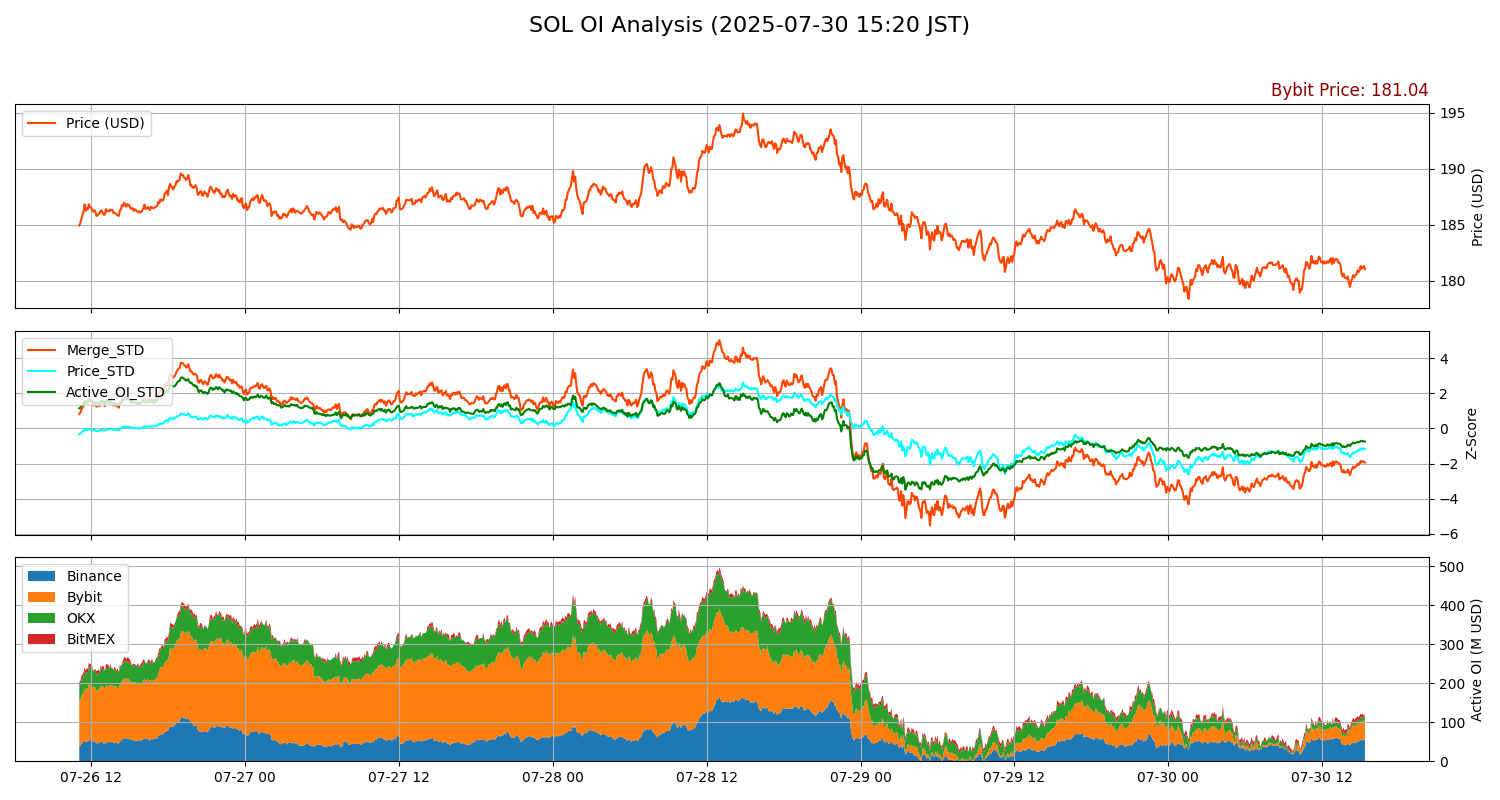 SOL OI Analysis (2025-07-30 15:20 JST)
Bybit Price: 181.04
Price (USD)
195
190
185
180
Price (USD)
Merge_STD
Price_STD
Active_OI_STD
4
2
0
−2
−4
−6
Z-Score
Binance
Bybit
OKX
BitMEX
500
400
300
200
100
0
Active OI (M USD)
07-26 12
07-27 00
07-27 12
07-28 00
07-28 12
07-29 00
07-29 12
07-30 00
07-30 12